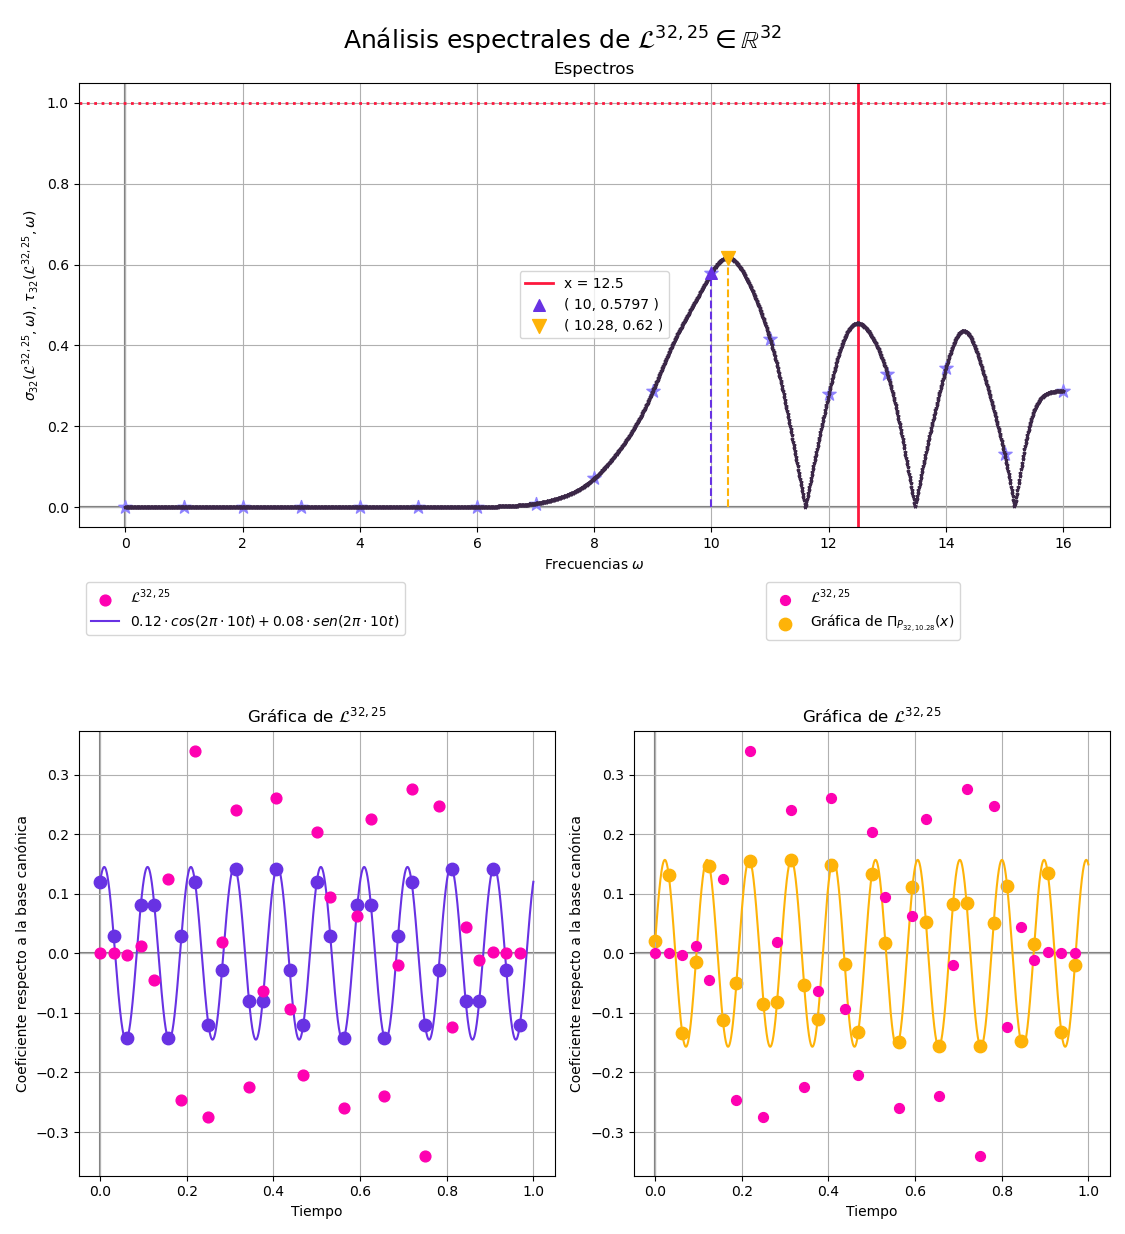 Análisis espectrales de 𝓛^{32,25} ∈ ℝ^{32}
Espectros
σ_{32}(𝓛^{32,25}, ω), τ_{32}(𝓛^{32,25}, ω)
1.0
0.8
0.6
0.4
0.2
0.0
x = 12.5
( 10, 0.5797 )
( 10.28, 0.62 )
0 2 4 6 8 10 12 14 16
Frecuencias ω
𝓛^{32,25}
0.12 · cos(2π · 10t) + 0.08 · sen(2π · 10t)
𝓛^{32,25}
Gráfica de Π_{P_{32,10.28}}(x)
Gráfica de 𝓛^{32,25}
Coeficiente respecto a la base canónica
0.3
0.2
0.1
0.0
−0.1
−0.2
−0.3
0.0 0.2 0.4 0.6 0.8 1.0
Tiempo
Gráfica de 𝓛^{32,25}
Coeficiente respecto a la base canónica
0.3
0.2
0.1
0.0
−0.1
−0.2
−0.3
0.0 0.2 0.4 0.6 0.8 1.0
Tiempo